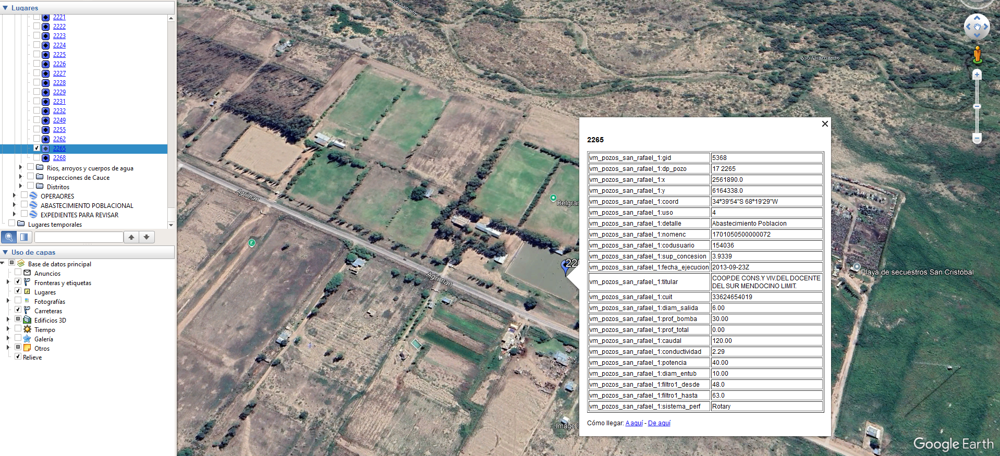 Lugares
2221
2222
2223
2224
2225
2226
2227
2228
2229
2231
2232
2249
2255
2262
2265
2268
Rios, arroyos y cuerpos de agua
Inspecciones de Cauce
Distritos
OPERAORES
ABASTECIMIENTO POBLACIONAL
EXPEDIENTES PARA REVISAR
Lugares temporales
Uso de capas
Base de datos principal
Anuncios
Fronteras y etiquetas
Lugares
Fotografías
Carreteras
Edificios 3D
Tiempo
Galería
Otros
Relieve
Río Diamante
Río Diamante
Agriman
Agriman
Belgran
Playa de secuestros San Cristóbal
2265
vm_pozos_san_rafael_1:gid 5368
vm_pozos_san_rafael_1:dp_pozo 17 2265
vm_pozos_san_rafael_1:x 2561890.0
vm_pozos_san_rafael_1:y 6164338.0
vm_pozos_san_rafael_1:coord 34º39'54"S 68º19'29"W
vm_pozos_san_rafael_1:uso 4
vm_pozos_san_rafael_1:detalle Abastecimiento Poblacion
vm_pozos_san_rafael_1:nomenc 1701050500000072
vm_pozos_san_rafael_1:codusuario 154036
vm_pozos_san_rafael_1:sup_concesion 3.9339
vm_pozos_san_rafael_1:fecha_ejecucion 2013-09-23Z
vm_pozos_san_rafael_1:titular COOP.DE CONS.Y VIV.DEL DOCENTE
DEL SUR MENDOCINO LIMIT.
vm_pozos_san_rafael_1:cuit 33624654019
vm_pozos_san_rafael_1:diam_salida 6.00
vm_pozos_san_rafael_1:prof_bomba 30.00
vm_pozos_san_rafael_1:prof_total 0.00
vm_pozos_san_rafael_1:caudal 120.00
vm_pozos_san_rafael_1:conductividad 2.29
vm_pozos_san_rafael_1:potencia 40.00
vm_pozos_san_rafael_1:diam_entub 10.00
vm_pozos_san_rafael_1:filtro1_desde 48.0
vm_pozos_san_rafael_1:filtro1_hasta 63.0
vm_pozos_san_rafael_1:sistema_perf Rotary
Cómo llegar: A aquí - De aquí
Image
Google Earth